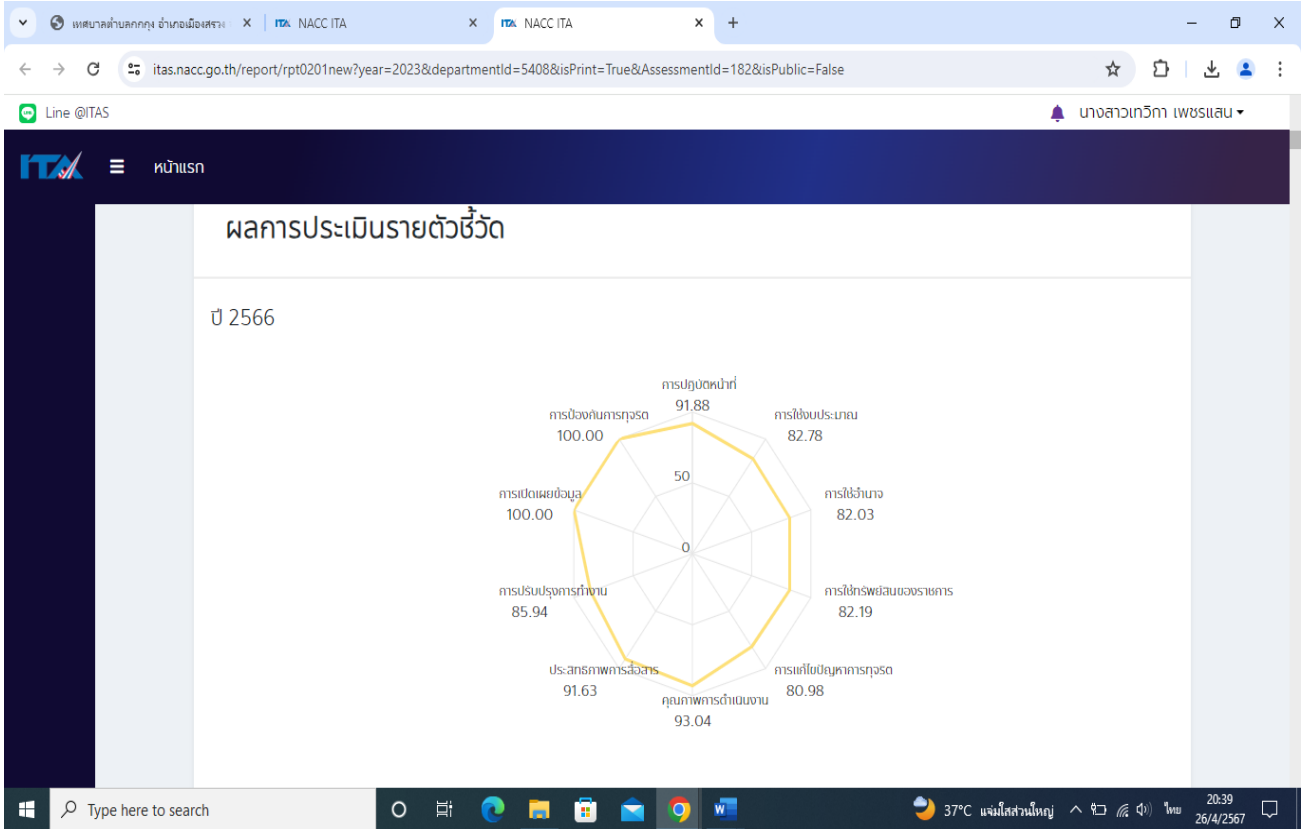 เทศบาลตำบลกกกุง อำเภอเมืองสรวง
ITA NACC ITA
ITA NACC ITA
itas.nacc.go.th/report/rpt0201new?year=2023&departmentId=5408&isPrint=True&AssessmentId=182&isPublic=False
Line @ITAS
นางสาวเทวิกา เพชรแสน
ITA
หน้าแรก
ผลการประเมินรายตัวชี้วัด
ปี 2566
การปฏิบัติหน้าที่
91.88
การป้องกันการทุจริต
100.00
การใช้งบประมาณ
82.78
50
การเปิดเผยข้อมูล
100.00
การใช้อำนาจ
82.03
0
การปรับปรุงการทำงาน
85.94
การใช้ทรัพย์สินของราชการ
82.19
ประสิทธิภาพการสื่อสาร
91.63
การแก้ไขปัญหาการทุจริต
80.98
คุณภาพการดำเนินงาน
93.04
Type here to search
37°C แจ่มใสส่วนใหญ่
ไทย
20:39
26/4/2567